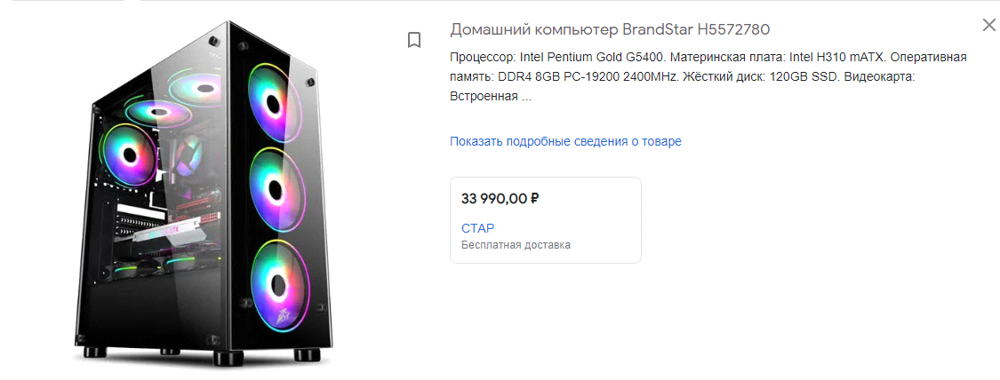 Домашний компьютер BrandStar H5572780
Процессор: Intel Pentium Gold G5400. Материнская плата: Intel H310 mATX. Оперативная
память: DDR4 8GB PC-19200 2400MHz. Жёсткий диск: 120GB SSD. Видеокарта:
Встроенная ...
Показать подробные сведения о товаре
33 990,00 ₽
СТАР
Бесплатная доставка